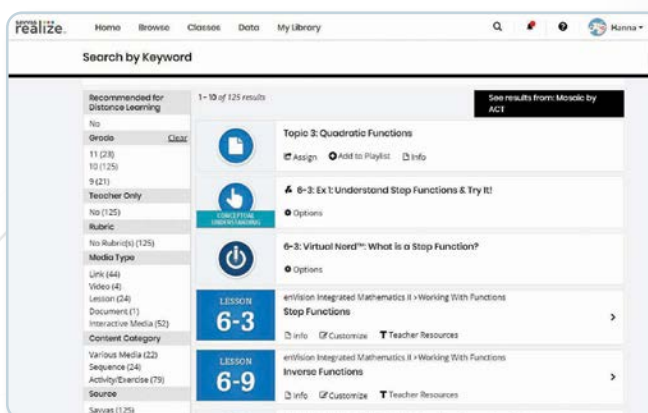 savvas
realize.
Home Browse Classes Data My Library
Hanna
Search by Keyword
Recommended for
Distance Learning
No
Grade Clear
11 (23)
10 (125)
9 (21)
Teacher Only
No (125)
Rubric
No Rubric(s) (125)
Media Type
Link (44)
Video (4)
Lesson (24)
Document (1)
Interactive Media (52)
Content Category
Various Media (22)
Sequence (24)
Activity/Exercise (79)
Source
Savvas (125)
1-10 of 125 results
See results from: Mosaic by
ACT
Topic 3: Quadratic Functions
Assign Add to Playlist Info
CONCEPTUAL
UNDERSTANDING
6-3: Ex 1: Understand Step Functions & Try It!
Options
6-3: Virtual Nerd™: What is a Step Function?
Options
LESSON
6-3
enVision Integrated Mathematics II > Working With Functions
Step Functions
Info Customize Teacher Resources
LESSON
6-9
enVision Integrated Mathematics II > Working With Functions
Inverse Functions
Info Customize Teacher Resources